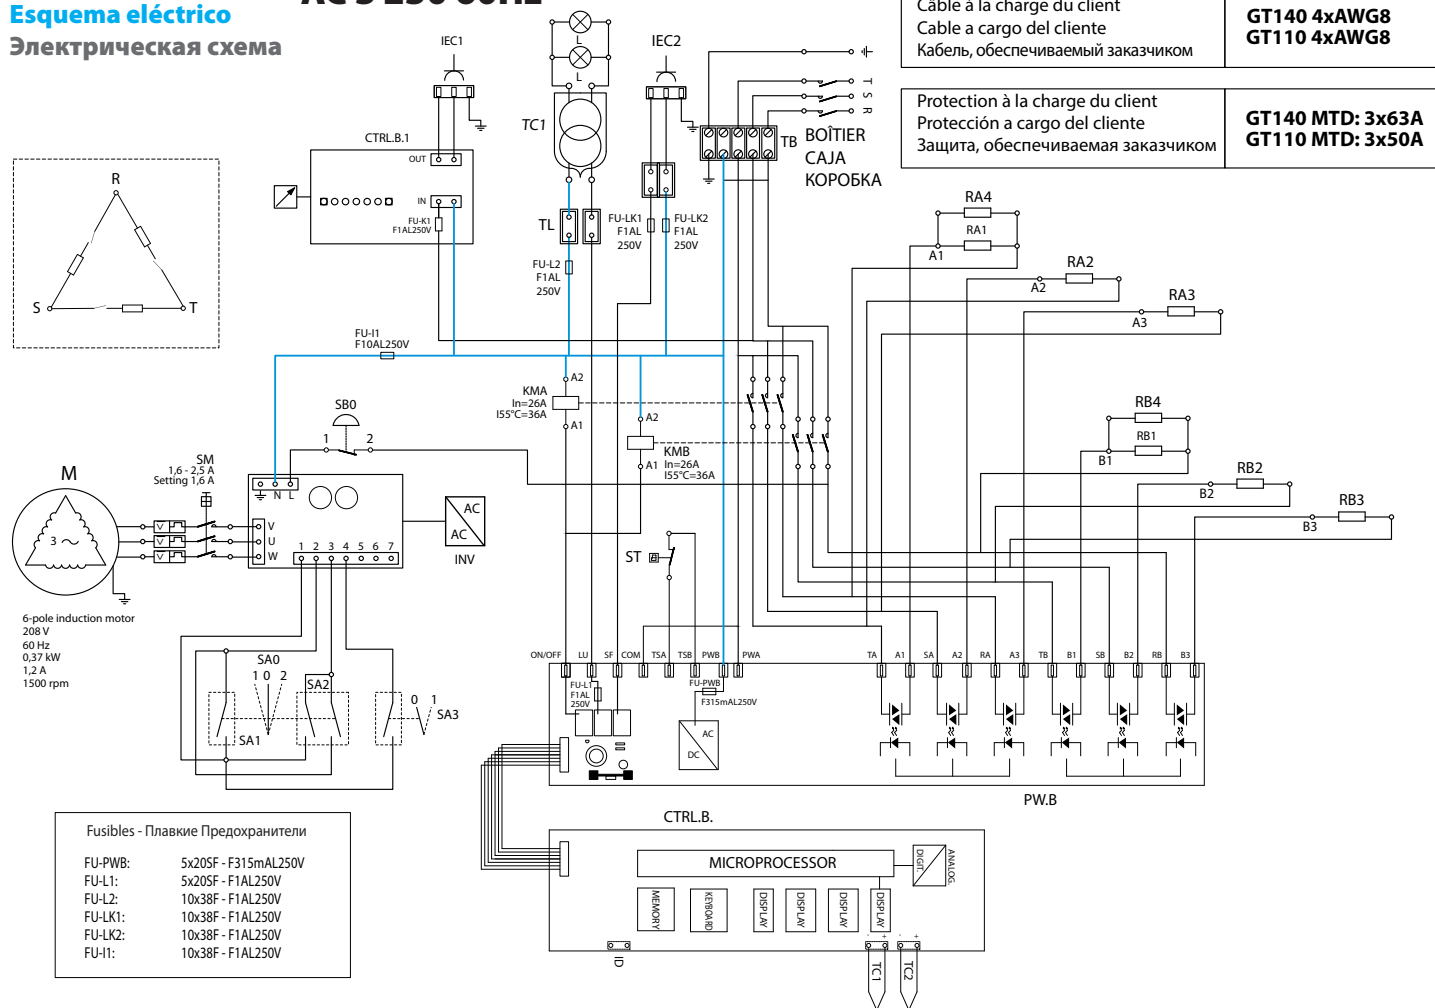 Esquema eléctrico
Электрическая схема
Câble à la charge du client
Cable a cargo del cliente
Кабель, обеспечиваемый заказчиком
GT140 4xAWG8
GT110 4xAWG8
Protection à la charge du client
Protección a cargo del cliente
Защита, обеспечиваемая заказчиком
GT140 MTD: 3x63A
GT110 MTD: 3x50A
IEC1
CTRL.B.1
OUT
IN
FU-K1
F1AL250V
L
L
TC1
TL
FU-L2
F1AL
250V
IEC2
FU-LK1
F1AL
250V
FU-LK2
F1AL
250V
T
S
R
TB
BOÎTIER
CAJA
КОРОБКА
R
S
T
FU-I1
F10AL250V
KMA
In=26A
I55°C=36A
A2
A1
A2
A1
KMB
In=26A
I55°C=36A
SB0
1
2
RA4
RA1
A1
RA2
A2
RA3
A3
RB4
RB1
B1
RB2
B2
RB3
B3
M
3
SM
1,6 - 2,5 A
Setting 1,6 A
N
L
V
U
W
1 2 3 4 5 6 7
AC
AC
INV
6-pole induction motor
208 V
60 Hz
0,37 kW
1,2 A
1500 rpm
SA0
1 0 2
SA1
SA2
0 1
SA3
ST
ON/OFF
LU
SF
COM
TSA
TSB
PWB
PWA
TA
A1
SA
A2
RA
A3
TB
B1
SB
B2
RB
B3
FU-L1
F1AL
250V
FU-PWB
F315mAL250V
AC
DC
PW.B
CTRL.B.
MICROPROCESSOR
DIGIT.
ANALOG.
MEMORY
KEYBOARD
DISPLAY
DISPLAY
DISPLAY
DISPLAY
ID
- +
- +
TC1
TC2
Fusibles - Плавкие Предохранители
FU-PWB: 5x20SF - F315mAL250V
FU-L1: 5x20SF - F1AL250V
FU-L2: 10x38F - F1AL250V
FU-LK1: 10x38F - F1AL250V
FU-LK2: 10x38F - F1AL250V
FU-I1: 10x38F - F1AL250V